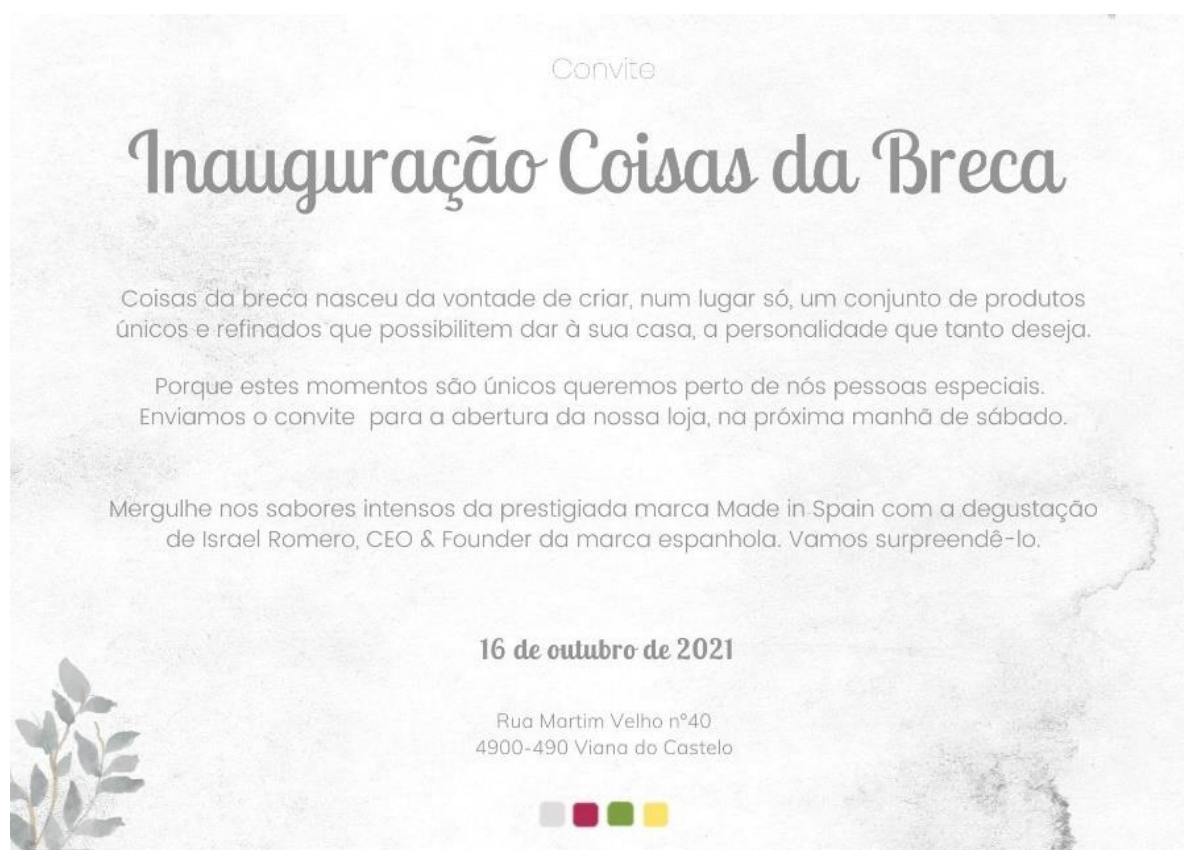 Convite
Inauguração Coisas da Breca
Coisas da breca nasceu da vontade de criar, num lugar só, um conjunto de produtos
únicos e refinados que possibilitem dar à sua casa, a personalidade que tanto deseja.
Porque estes momentos são únicos queremos perto de nós pessoas especiais.
Enviamos o convite para a abertura da nossa loja, na próxima manhã de sábado.
Mergulhe nos sabores intensos da prestigiada marca Made in Spain com a degustação
de Israel Romero, CEO & Founder da marca espanhola. Vamos surpreendê-lo.
16 de outubro de 2021
Rua Martim Velho nº40
4900-490 Viana do Castelo